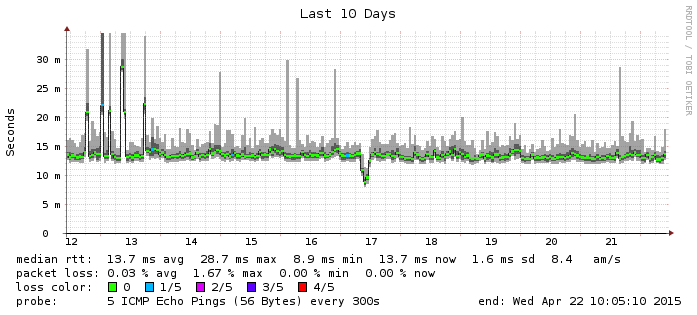 Last 10 Days
RRDTOOL / TOBI OETIKER
Seconds
30 m
25 m
20 m
15 m
10 m
5 m
0
12 13 14 15 16 17 18 19 20 21
median rtt: 13.7 ms avg 28.7 ms max 8.9 ms min 13.7 ms now 1.6 ms sd 8.4 am/s
packet loss: 0.03 % avg 1.67 % max 0.00 % min 0.00 % now
loss color: 0 1/5 2/5 3/5 4/5
probe: 5 ICMP Echo Pings (56 Bytes) every 300s end: Wed Apr 22 10:05:10 2015